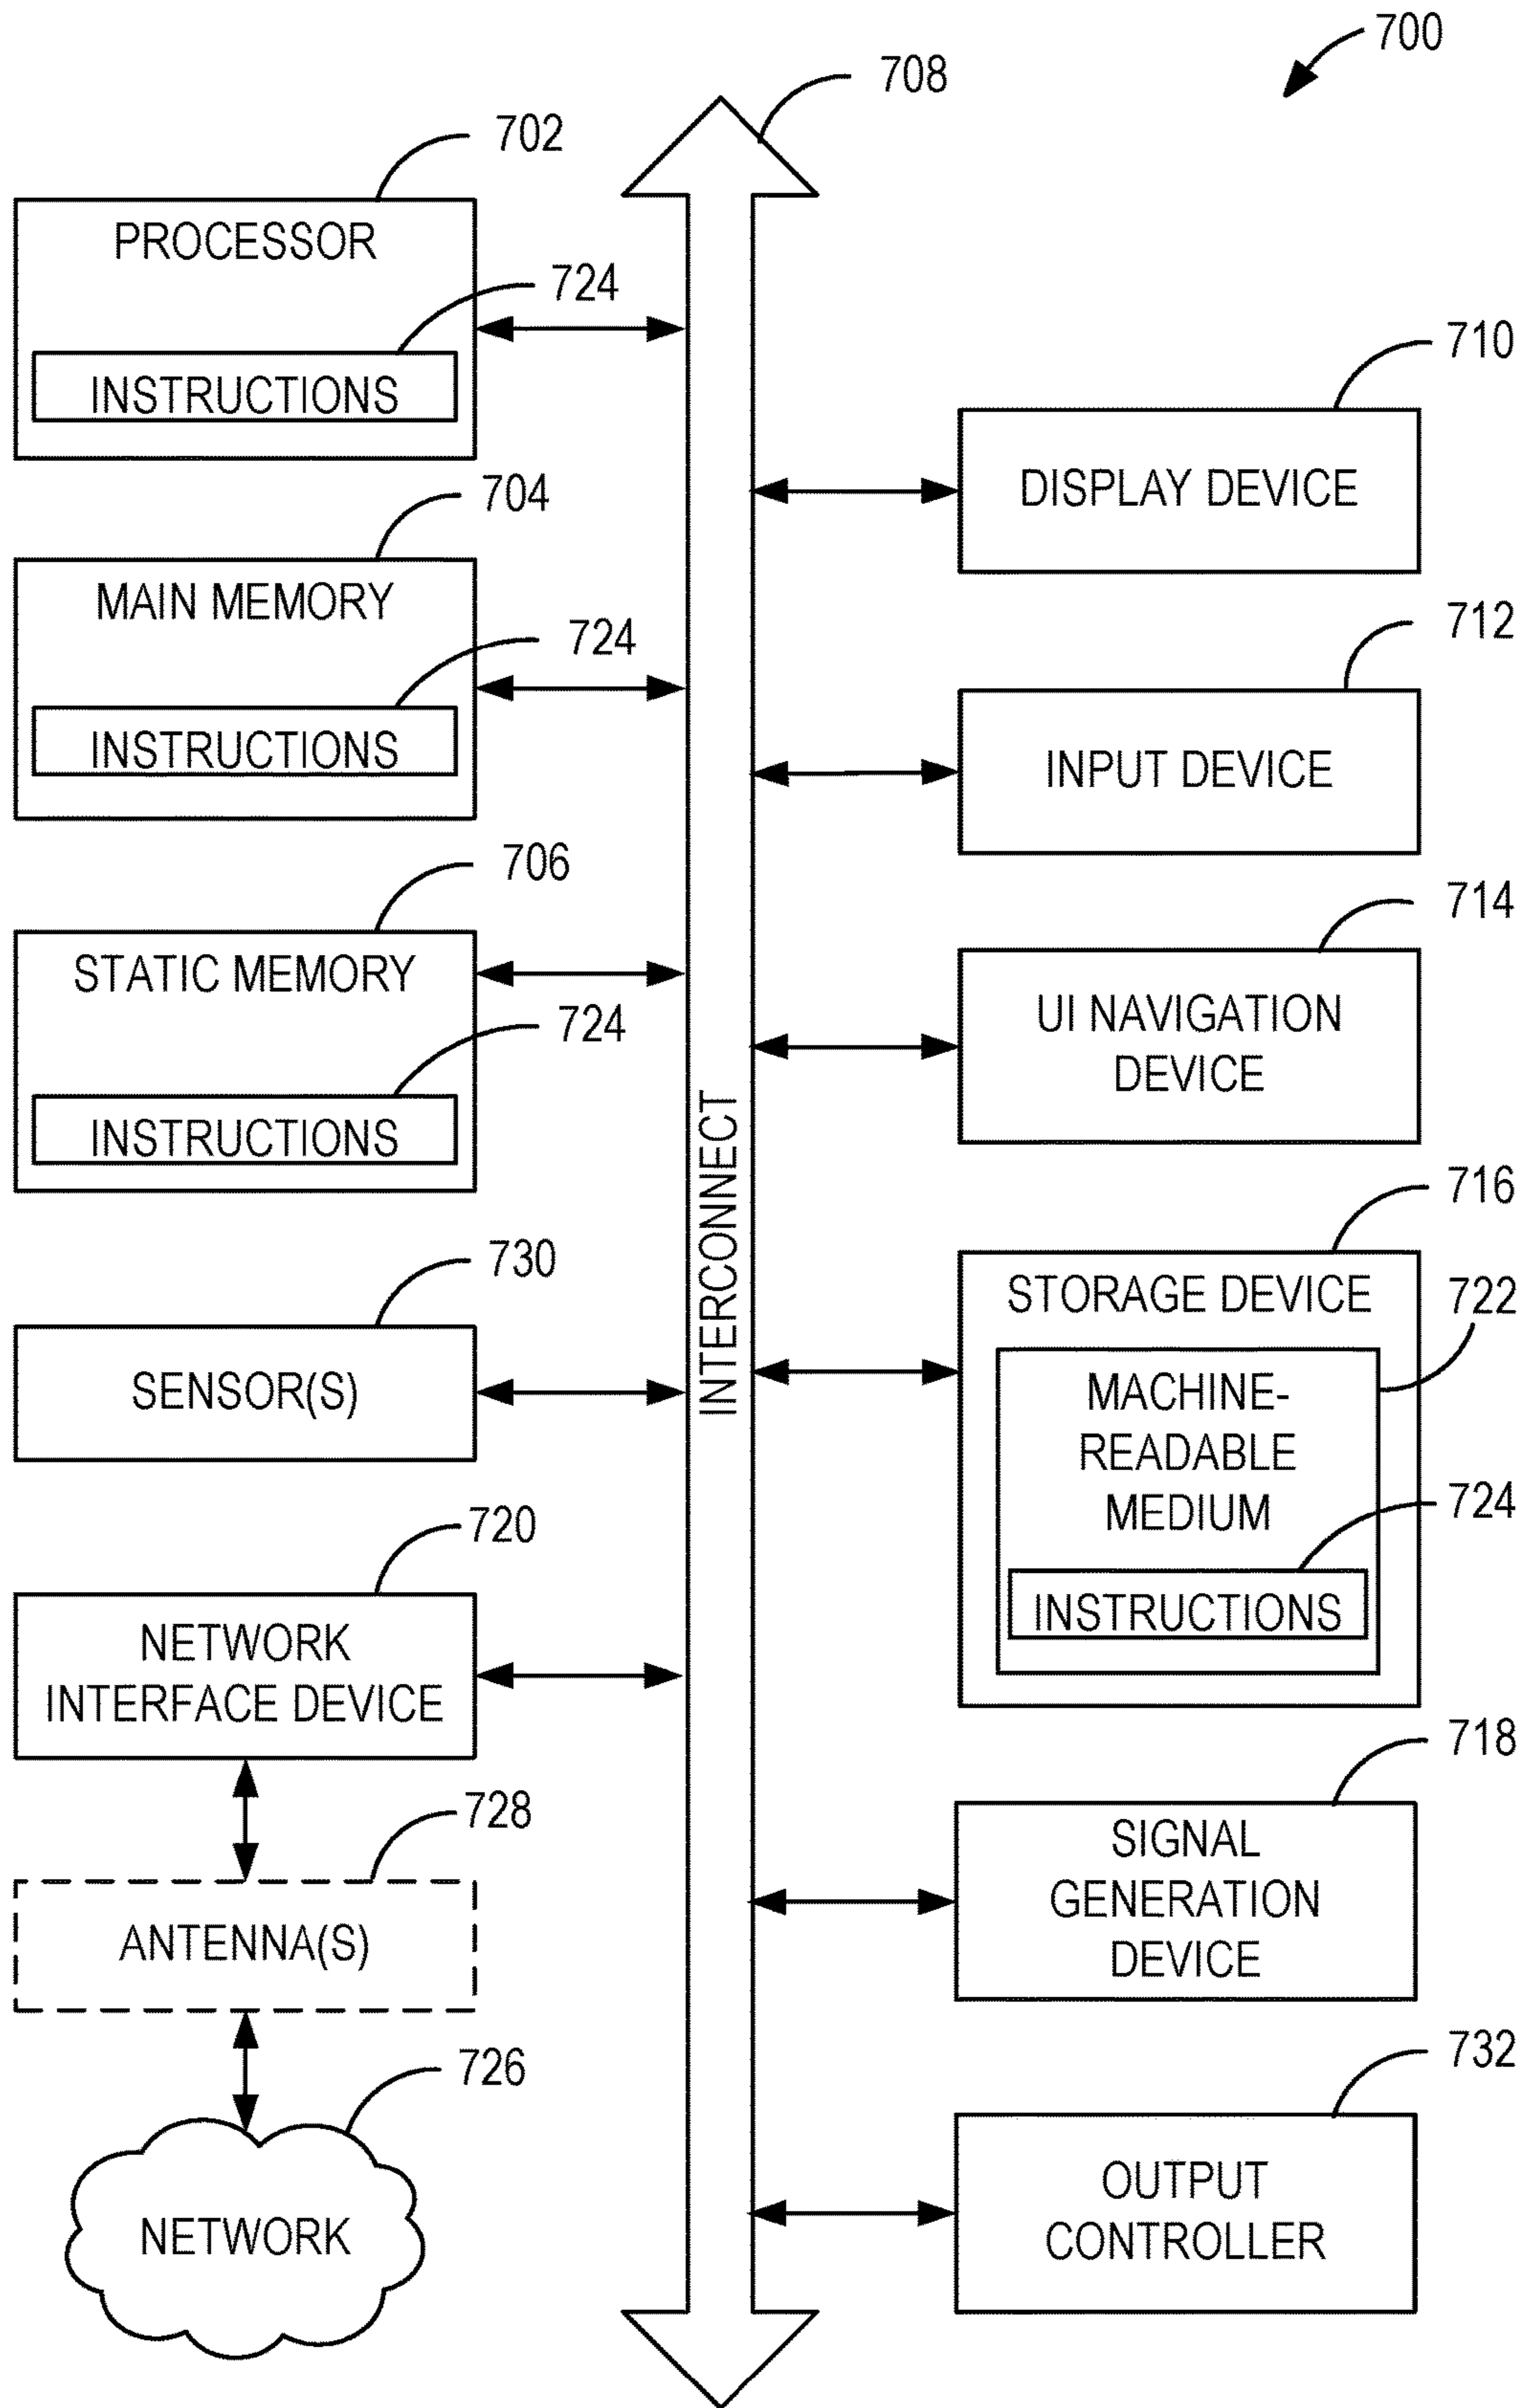 700
708
702
PROCESSOR
724
INSTRUCTIONS
704
MAIN MEMORY
724
INSTRUCTIONS
706
STATIC MEMORY
724
INSTRUCTIONS
730
SENSOR(S)
720
NETWORK
INTERFACE DEVICE
728
ANTENNA(S)
726
NETWORK
INTERCONNECT
710
DISPLAY DEVICE
712
INPUT DEVICE
714
UI NAVIGATION
DEVICE
716
STORAGE DEVICE
722
MACHINE-
READABLE
MEDIUM
724
INSTRUCTIONS
718
SIGNAL
GENERATION
DEVICE
732
OUTPUT
CONTROLLER